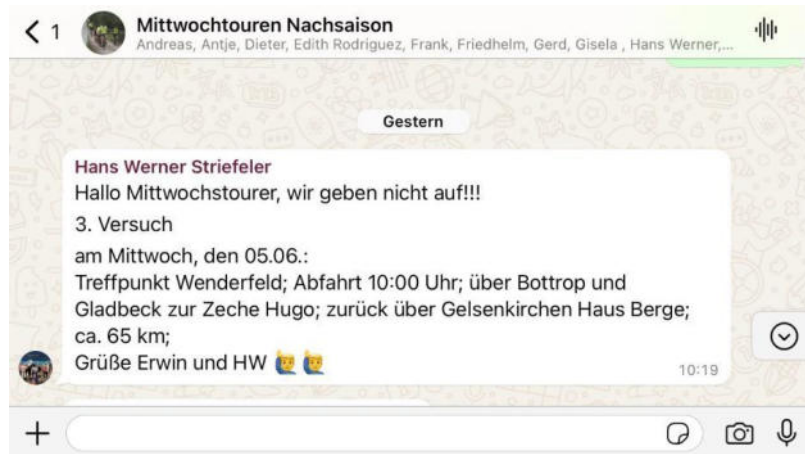 1
Mittwochtouren Nachsaison
Andreas, Antje, Dieter, Edith Rodriguez, Frank, Friedhelm, Gerd, Gisela , Hans Werner,...
Gestern
Hans Werner Striefeler
Hallo Mittwochstourer, wir geben nicht auf!!!
3. Versuch
am Mittwoch, den 05.06.:
Treffpunkt Wenderfeld; Abfahrt 10:00 Uhr; über Bottrop und
Gladbeck zur Zeche Hugo; zurück über Gelsenkirchen Haus Berge;
ca. 65 km;
Grüße Erwin und HW 🙋‍♂️ 🙋‍♂️
10:19